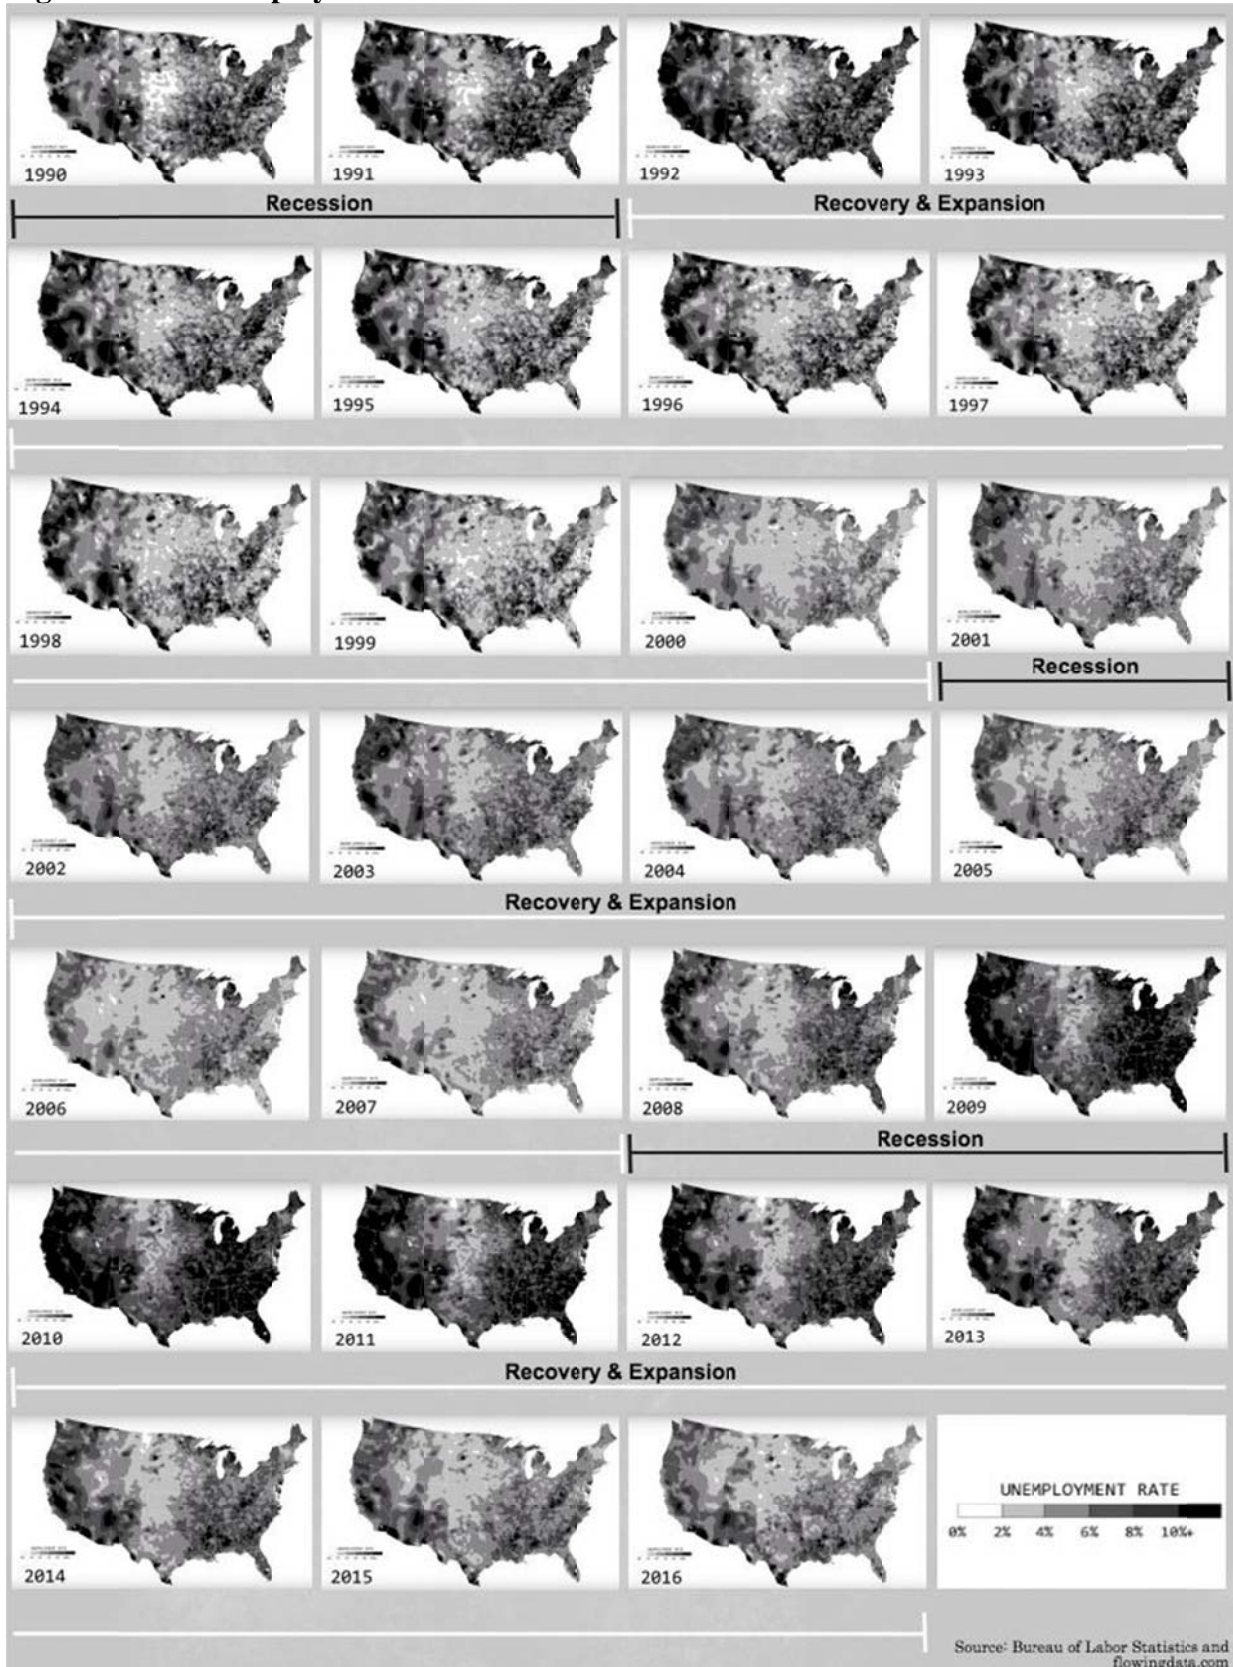 1990 1991 1992 1993
Recession Recovery & Expansion
1994 1995 1996 1997
1998 1999 2000 2001
Recession
2002 2003 2004 2005
Recovery & Expansion
2006 2007 2008 2009
Recession
2010 2011 2012 2013
Recovery & Expansion
2014 2015 2016
UNEMPLOYMENT RATE
0% 2% 4% 6% 8% 10%+
Source: Bureau of Labor Statistics and
flowingdata.com